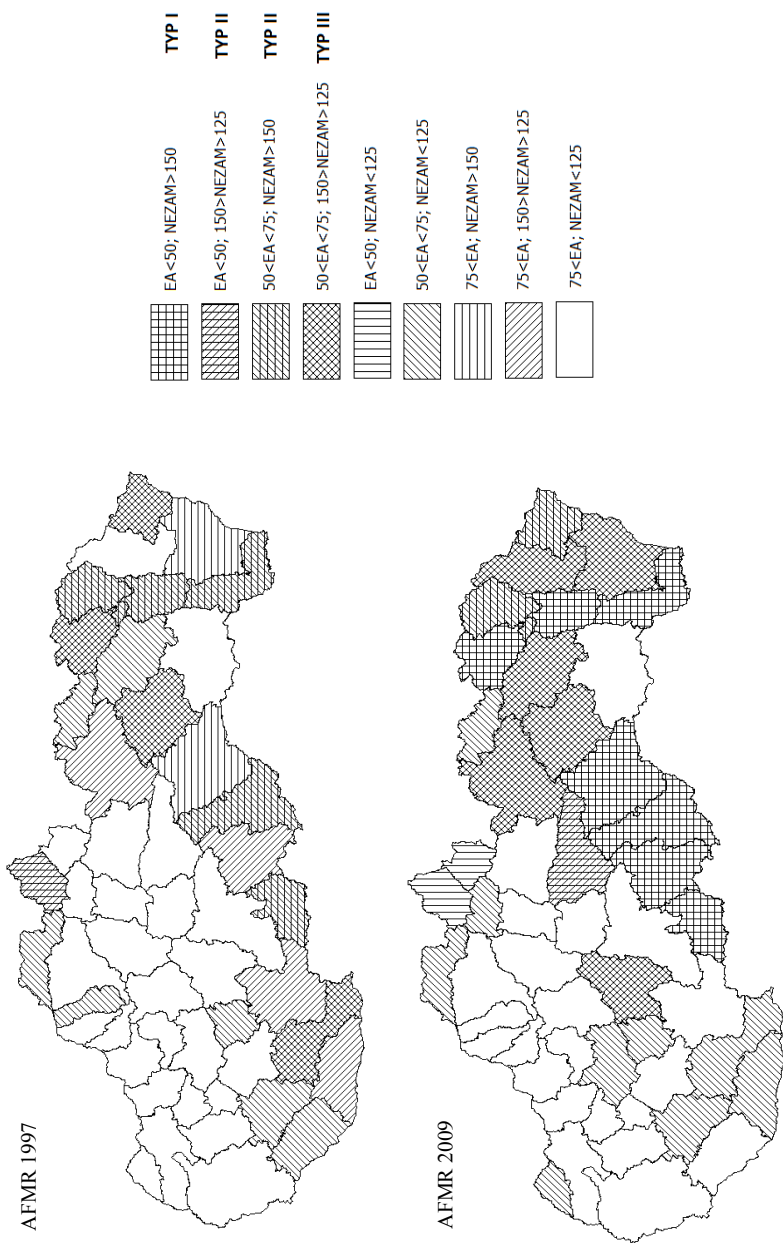 AFMR 1997
AFMR 2009
EA<50; NEZAM>150 TYP I
EA<50; 150>NEZAM>125 TYP II
50<EA<75; NEZAM>150 TYP II
50<EA<75; 150>NEZAM>125 TYP III
EA<50; NEZAM<125
50<EA<75; NEZAM<125
75<EA; NEZAM>150
75<EA; 150>NEZAM>125
75<EA; NEZAM<125